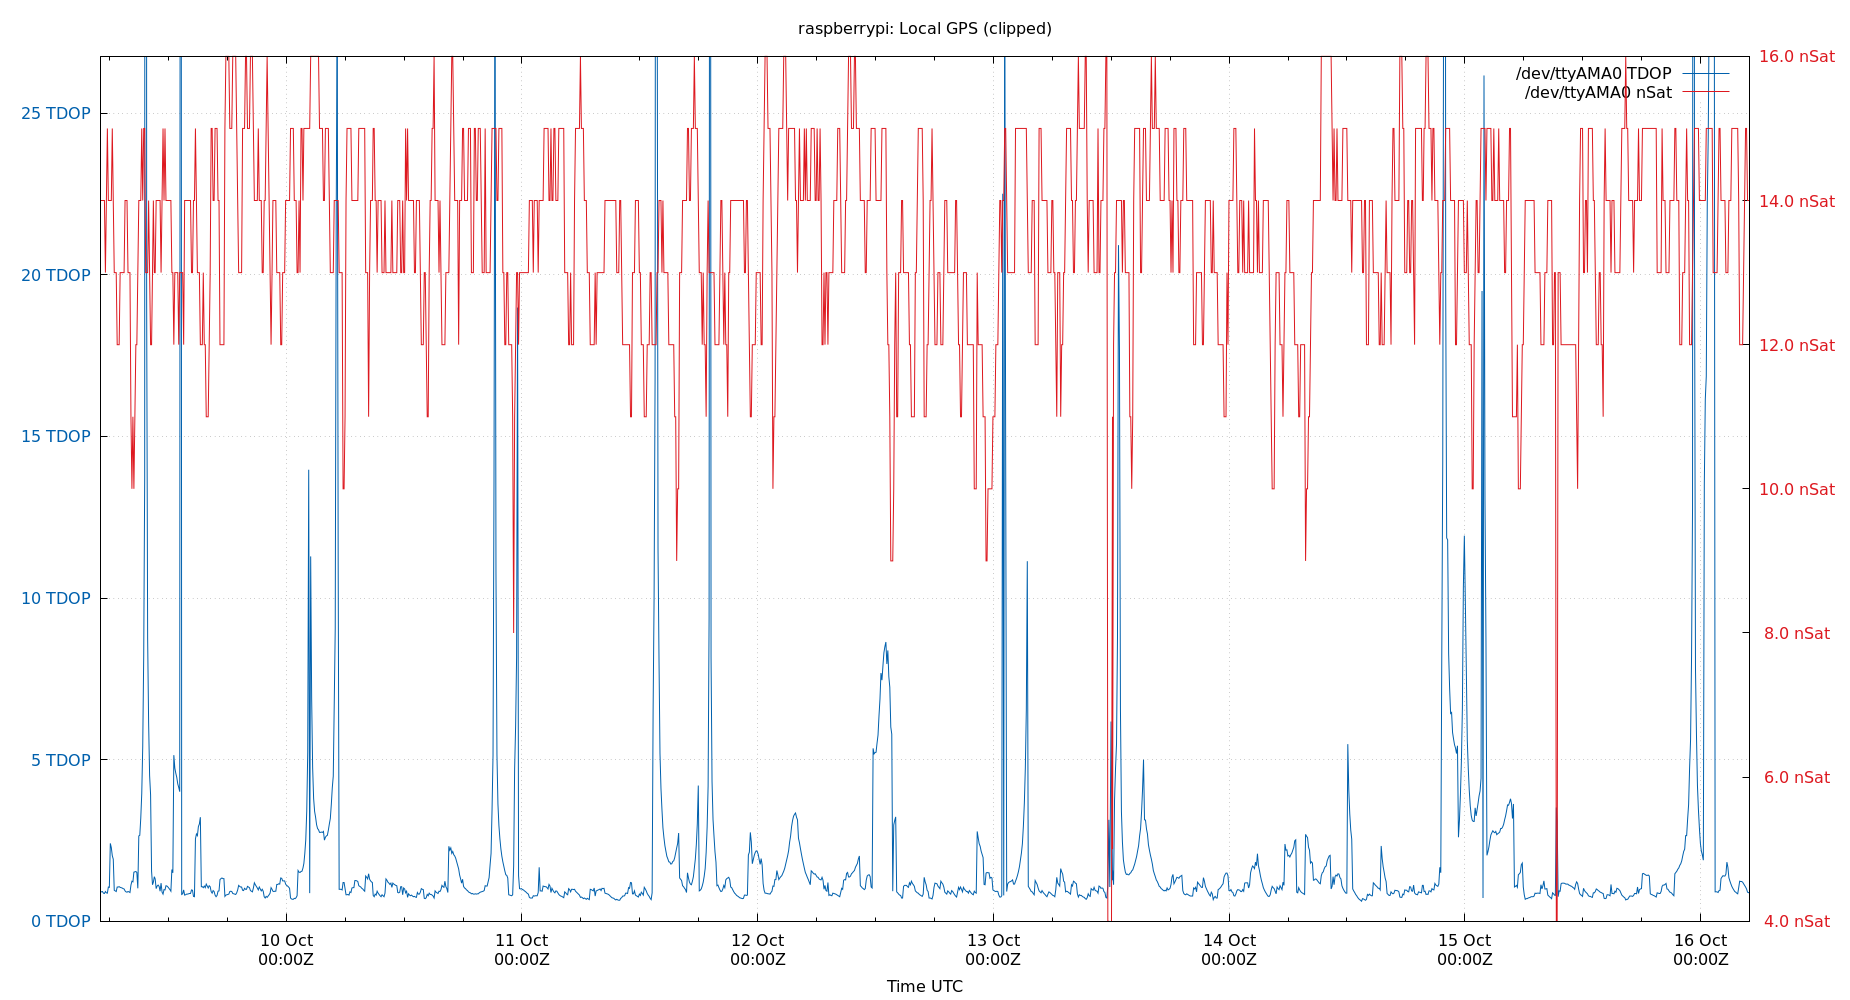 raspberrypi: Local GPS (clipped)
16.0 nSat
/dev/ttyAMA0 TDOP
/dev/ttyAMA0 nSat
25 TDOP
14.0 nSat
20 TDOP
12.0 nSat
15 TDOP
10.0 nSat
10 TDOP
8.0 nSat
5 TDOP
6.0 nSat
0 TDOP
4.0 nSat
10 Oct 11 Oct 12 Oct 13 Oct 14 Oct 15 Oct 16 Oct
00:00Z 00:00Z 00:00Z 00:00Z 00:00Z 00:00Z 00:00Z
Time UTC